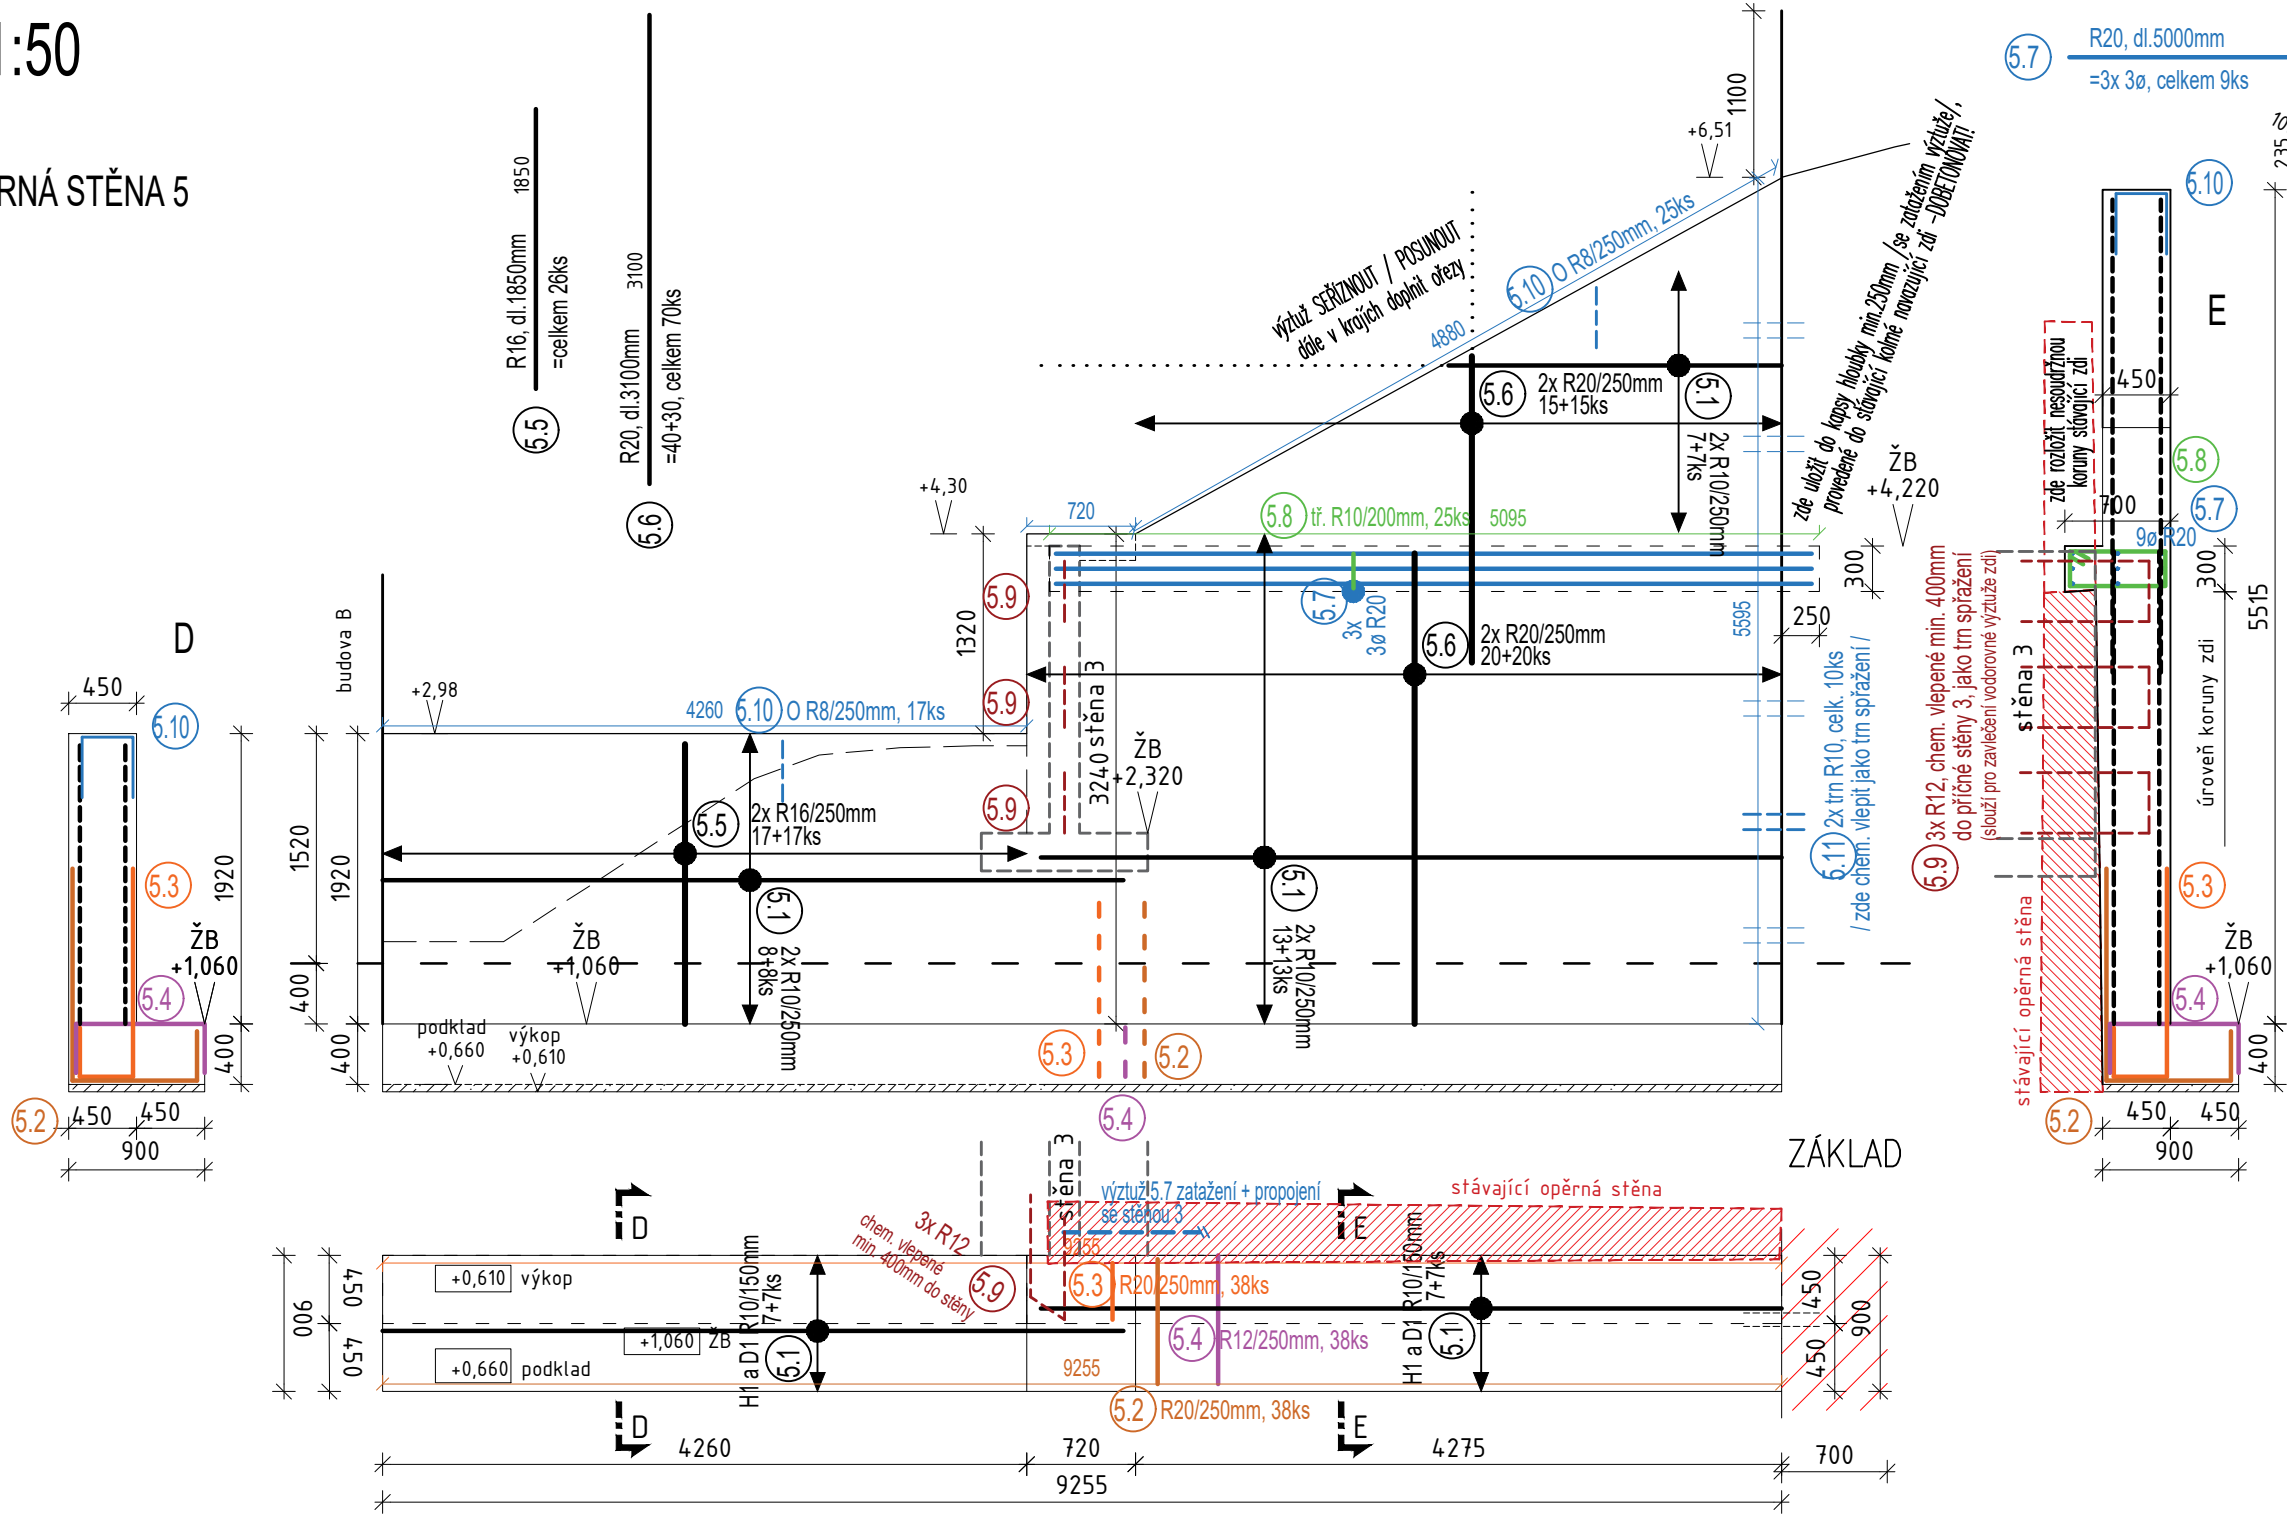 1:50
RNÁ STĚNA 5
R16, dl.1850mm
1850
=celkem 26ks
5.5
R20, dl.3100mm
3100
=40+30, celkem 70ks
5.6
5.7
R20, dl.5000mm
=3x 3ø, celkem 9ks
1100
+6,51
výztuž SEŘÍZNOUT / POSUNOUT
dále v krajích doplnit ořezy
5.10 O R8/250mm, 25ks
4880
zde uložit do kapsy hloubky min.250mm /se zatažením výztuže/,
provedené do stávající kolmé navazující zdi -DOBETONOVAT!
5.6
2x R20/250mm
15+15ks
5.1
2x R10/250mm
7+7ks
ŽB
+4,220
+4,30
720
5.8 tř. R10/200mm, 25ks
5095
300
250
5.7
3x
3ø R20
5595
5.6
2x R20/250mm
20+20ks
1320
5.9
5.9
5.9
stěna 3
3240
ŽB
+2,320
5.1
2x R10/250mm
13+13ks
5.11 2x trn R10, celk. 10ks
/ zde chem. vlepit jako trn spřažení /
5.9 3x R12, chem. vlepené min. 400mm
do příčné stěny 3, jako trn spřažení
(slouží pro zavlečení vodorovné výztuže zdi)
D
450
5.10
5.3
1920
ŽB
+1,060
5.4
400
5.2
450
450
900
budova B
+2,98
4260
5.10 O R8/250mm, 17ks
1520
1920
400
400
5.5
2x R16/250mm
17+17ks
5.1
2x R10/250mm
8+8ks
ŽB
+1,060
podklad
+0,660
výkop
+0,610
5.3
5.2
5.4
10
235
5.10
E
zde rozložit nesoudržnou
koruny stávající zdi
450
5.8
700
5.7
9ø R20
300
5515
stěna 3
úroveň koruny zdi
5.3
ŽB
+1,060
5.4
400
stávající opěrná stěna
5.2
450
450
900
ZÁKLAD
stěna 3
výztuž 5.7 zatažení + propojení
se stěnou 3
stávající opěrná stěna
D
E
3x R12
chem. vlepené
min. 400mm do stěny
5.9
9255
5.3 R20/250mm, 38ks
5.4 R12/250mm, 38ks
9255
5.2 R20/250mm, 38ks
+0,610 výkop
+1,060 ŽB
+0,660 podklad
H1 a D1 R10/150mm
7+7ks
5.1
H1 a D1 R10/150mm
7+7ks
5.1
450
450
900
450
450
900
D
E
4260
720
4275
700
9255